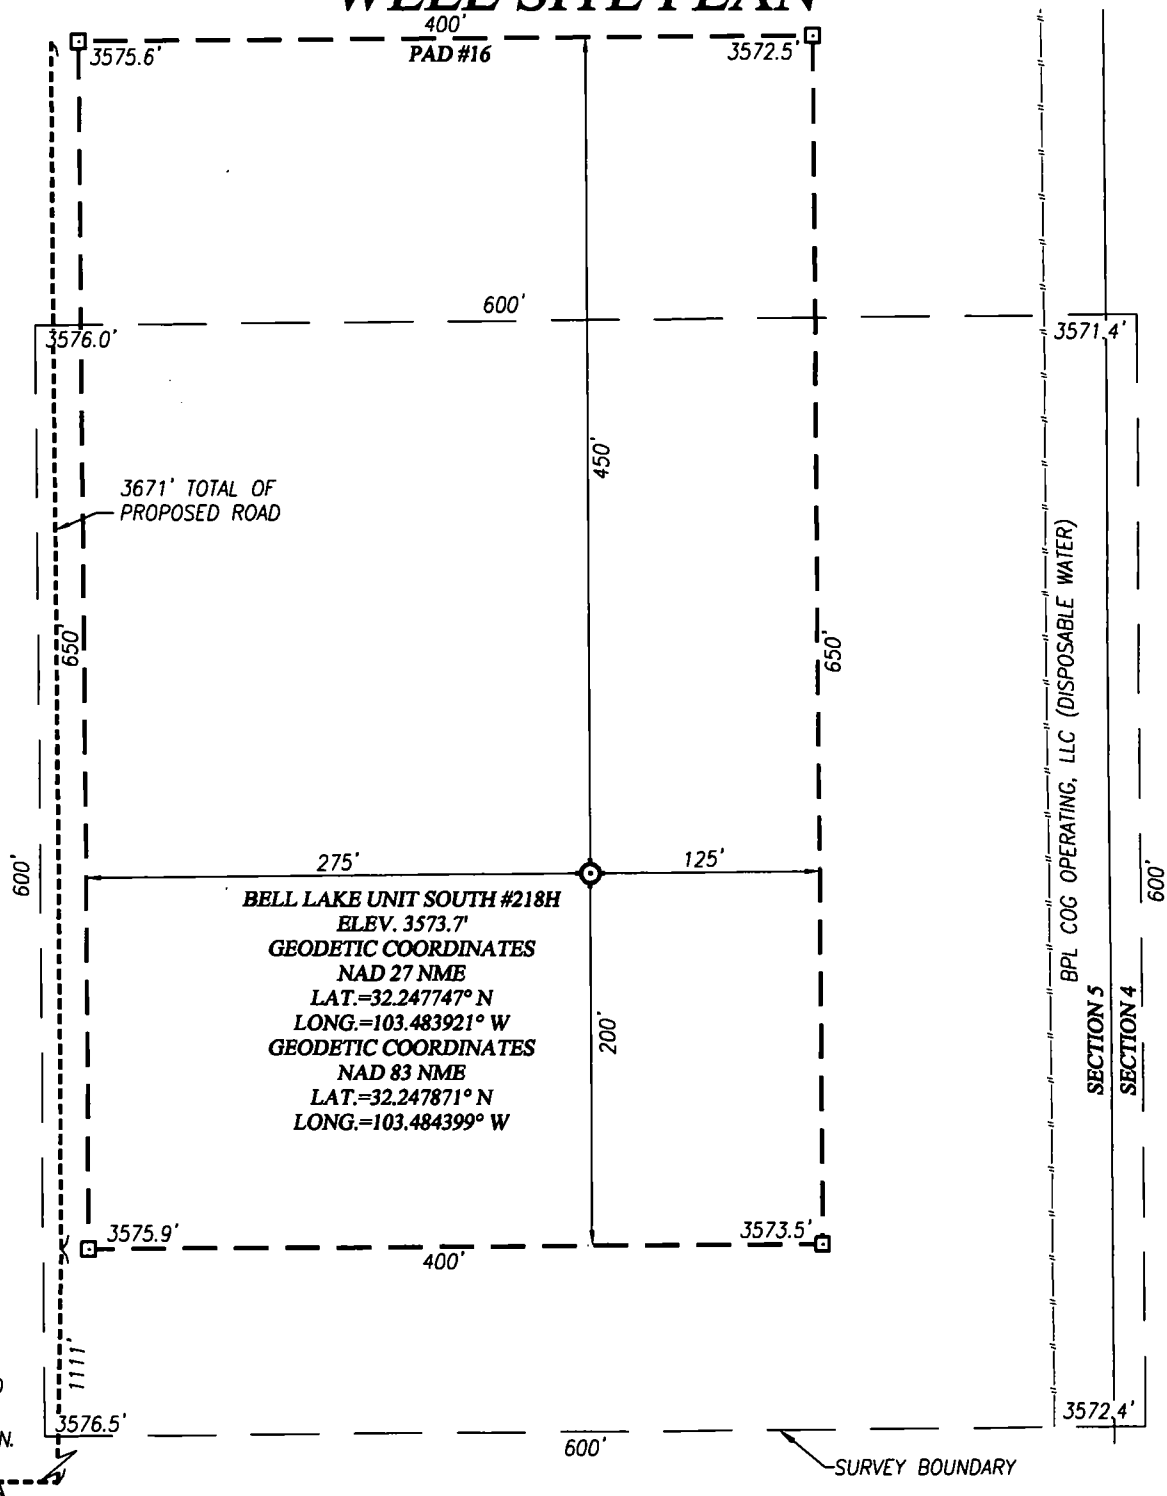 WELL SITE PLAN
400'
PAD #16
3575.6'
3572.5'
600'
3576.0'
3571.4'
450'
3671' TOTAL OF
PROPOSED ROAD
650'
650'
BPL COG OPERATING, LLC (DISPOSABLE WATER)
275'
125'
600'
600'
BELL LAKE UNIT SOUTH #218H
ELEV. 3573.7'
GEODETIC COORDINATES
NAD 27 NME
LAT.=32.247747° N
LONG.=103.483921° W
GEODETIC COORDINATES
NAD 83 NME
LAT.=32.247871° N
LONG.=103.484399° W
200'
SECTION 5
SECTION 4
3575.9'
3573.5'
400'
1111'
3576.5'
3572.4'
N.
600'
SURVEY BOUNDARY